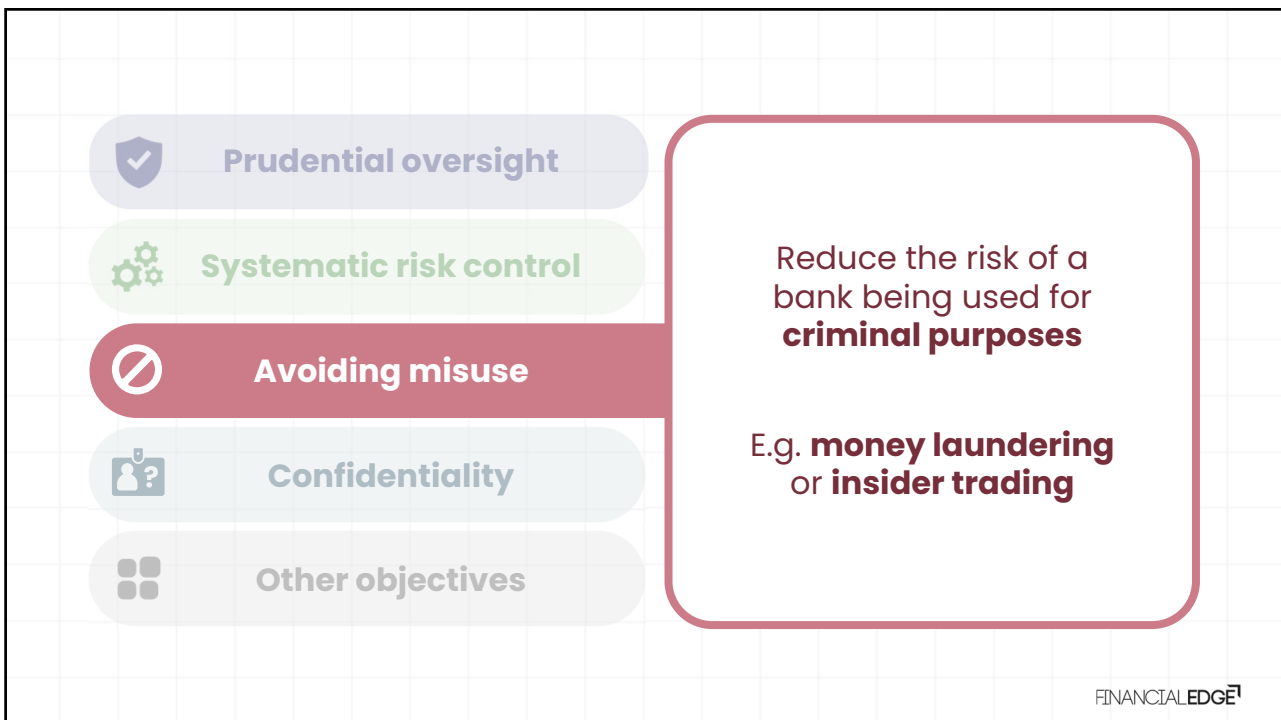 Prudential oversight
Systematic risk control
Avoiding misuse
Confidentiality
Other objectives
Reduce the risk of a
bank being used for
criminal purposes
E.g. money laundering
or insider trading
FINANCIALEDGE